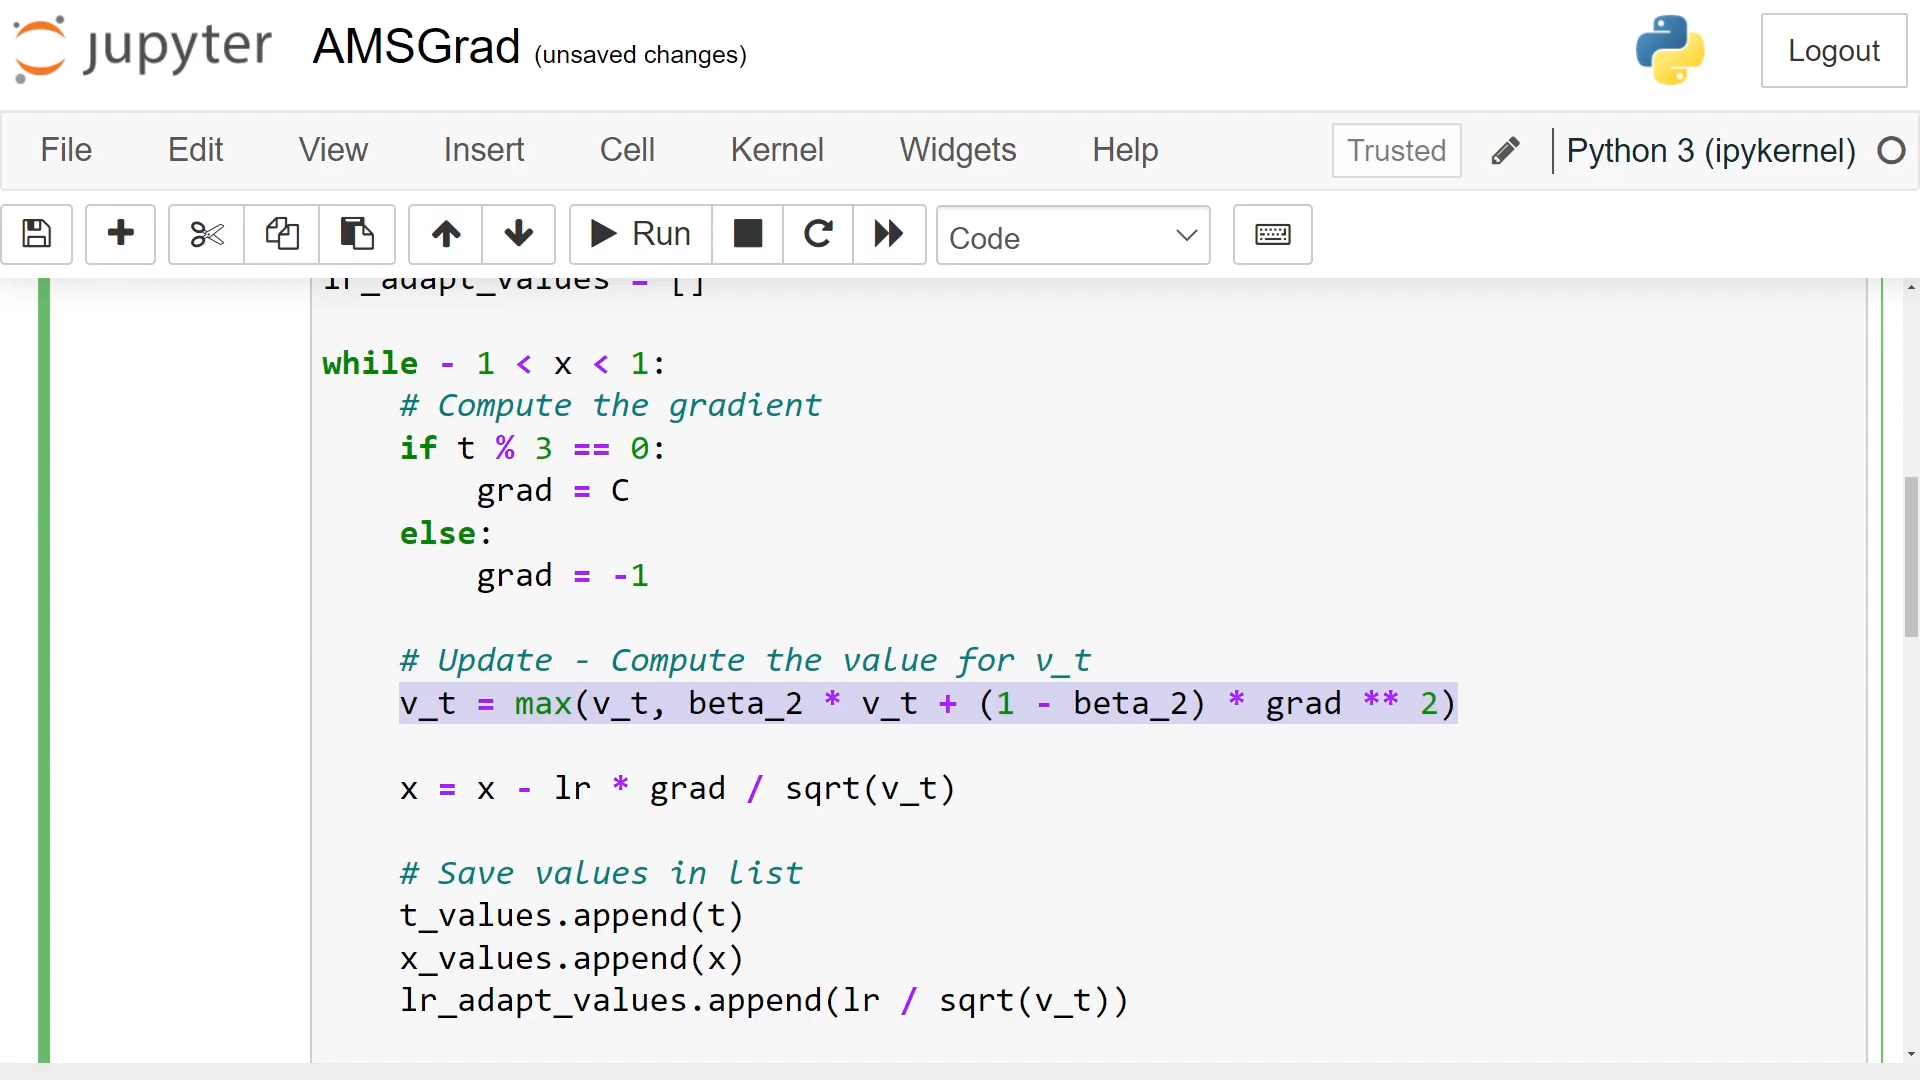 jupyter AMSGrad (unsaved changes) Logout
File Edit View Insert Cell Kernel Widgets Help Trusted Python 3 (ipykernel)
Run Code
lr_adapt_values = []
while - 1 < x < 1:
# Compute the gradient
if t % 3 == 0:
grad = C
else:
grad = -1
# Update - Compute the value for v_t
v_t = max(v_t, beta_2 * v_t + (1 - beta_2) * grad ** 2)
x = x - lr * grad / sqrt(v_t)
# Save values in list
t_values.append(t)
x_values.append(x)
lr_adapt_values.append(lr / sqrt(v_t))